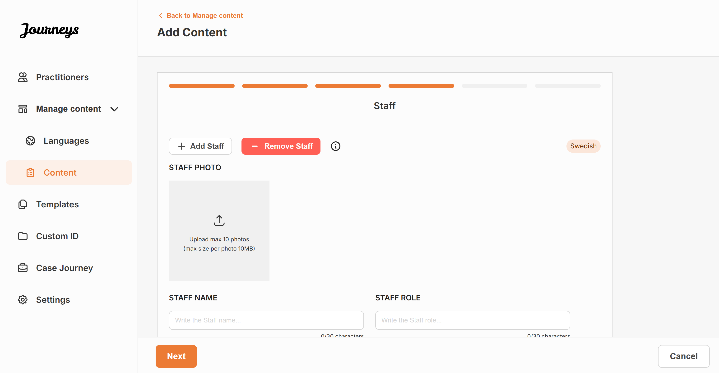 Journeys
Back to Manage content
Add Content
Practitioners
Manage content
Languages
Content
Templates
Custom ID
Case Journey
Settings
Staff
Add Staff
Remove Staff
Swedish
STAFF PHOTO
Upload max 10 photos
(max size per photo 10MB)
STAFF NAME
STAFF ROLE
Write the Staff name
Write the Staff role
0/30 characters
0/30 characters
Next
Cancel